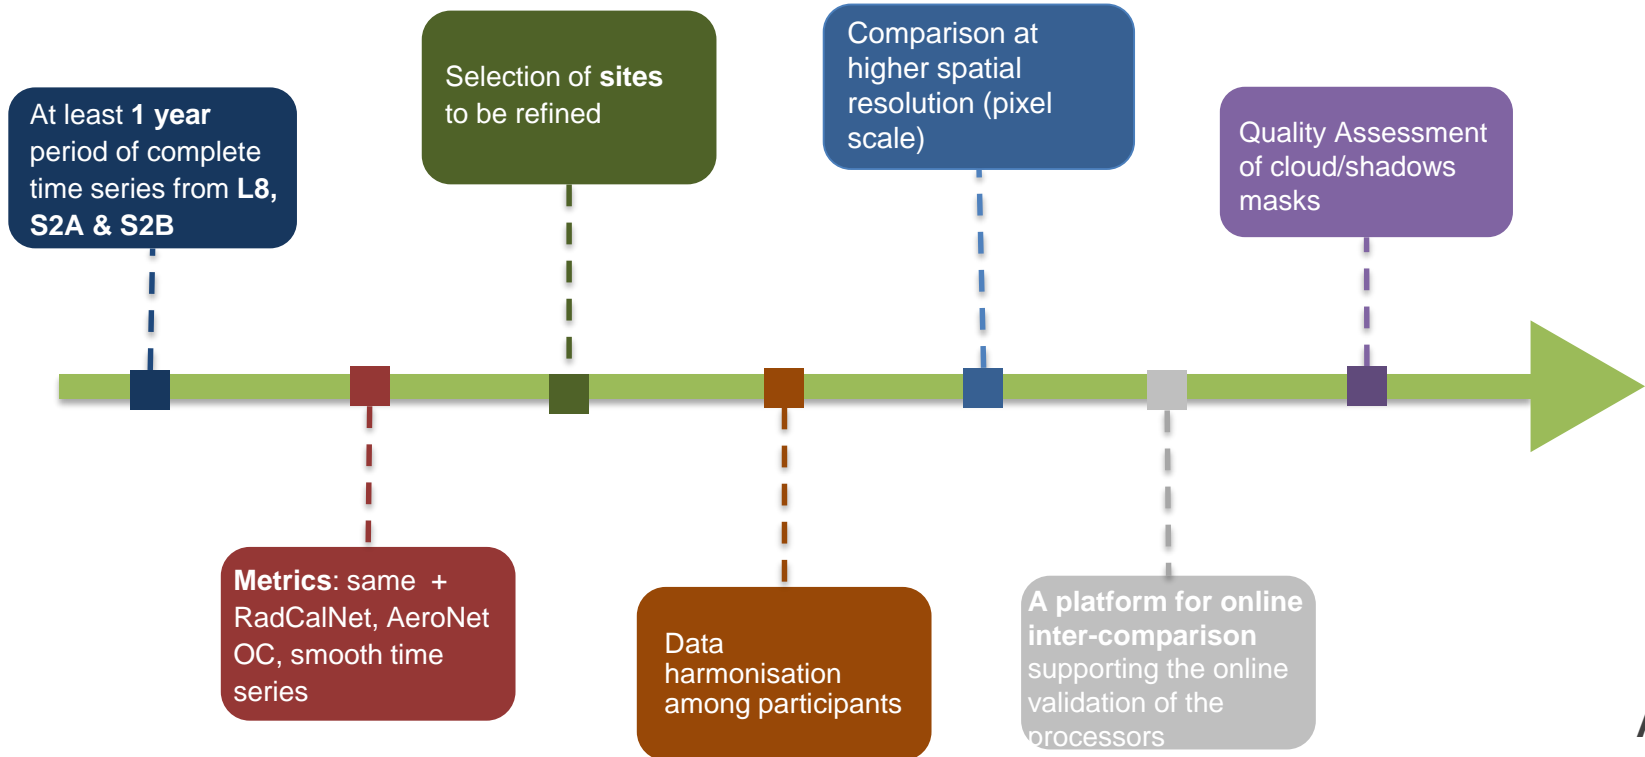 At least 1 year
period of complete
time series from L8,
S2A & S2B
Selection of sites
to be refined
Comparison at
higher spatial
resolution (pixel
scale)
Quality Assessment
of cloud/shadows
masks
Metrics: same +
RadCalNet, AeroNet
OC, smooth time
series
Data
harmonisation
among participants
A platform for online
inter-comparison
supporting the online
validation of the
processors